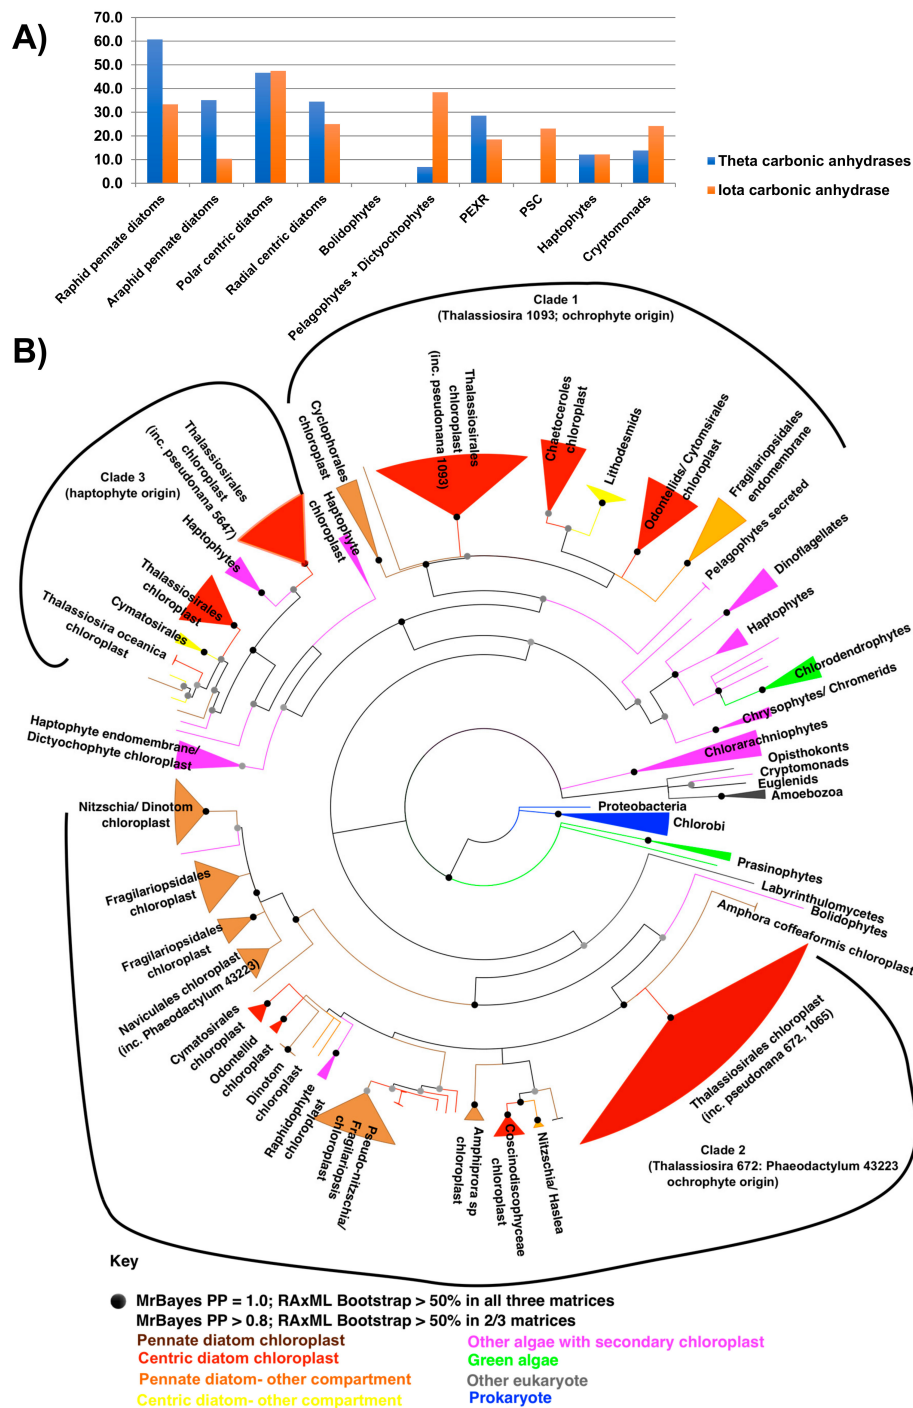 A)
70.0
60.0
50.0
40.0
30.0
20.0
10.0
0.0
Raphid pennate diatoms
Araphid pennate diatoms
Polar centric diatoms
Radial centric diatoms
Bolidophytes
Pelagophytes + Dictyochophytes
PEXR
PSC
Haptophytes
Cryptomonads
Theta carbonic anhydrases
Iota carbonic anhydrase
B)
Clade 1
(Thalassiosira 1093; ochrophyte origin)
Clade 3
(haptophyte origin)
Thalassiosirales
chloroplast
(inc. pseudonana 5647)
Haptophytes
Thalassiosirales
chloroplast
Cymatosirales
Thalassiosira oceanica
chloroplast
Haptophyte endomembrane/
Dictyochophyte chloroplast
Cyclophorales
chloroplast
Haptophyte
chloroplast
Thalassiosirales
chloroplast
(inc. pseudonana 1093)
Chaetoceroles
chloroplast
Lithodesmids
Odontellids/ Cytomsirales
chloroplast
Fragilariopsidales
endomembrane
Pelagophytes secreted
Dinoflagellates
Haptophytes
Chlorodendrophytes
Chrysophytes/ Chromerids
Chlorarachniophytes
Opisthokonts
Cryptomonads
Euglenids
Amoebozoa
Proteobacteria
Chlorobi
Prasinophytes
Labyrinthulomycetes
Bolidophytes
Amphora coffeaformis chloroplast
Thalassiosirales chloroplast
(inc. pseudonana 672, 1065)
Clade 2
(Thalassiosira 672: Phaeodactylum 43223
ochrophyte origin)
Nitzschia/ Haslea
Coscinodiscophyceae
chloroplast
Amphiprora sp
chloroplast
Pseudo-nitzschia/
Fragilariopsis
chloroplast
Raphidophyte
chloroplast
Dinotom
chloroplast
Odontellid
chloroplast
Cymatosirales
chloroplast
Naviculales chloroplast
(inc. Phaeodactylum 43223)
Fragilariopsidales
chloroplast
Fragilariopsidales
chloroplast
Nitzschia/ Dinotom
chloroplast
Key
MrBayes PP = 1.0; RAxML Bootstrap > 50% in all three matrices
MrBayes PP > 0.8; RAxML Bootstrap > 50% in 2/3 matrices
Pennate diatom chloroplast
Centric diatom chloroplast
Pennate diatom- other compartment
Centric diatom- other compartment
Other algae with secondary chloroplast
Green algae
Other eukaryote
Prokaryote